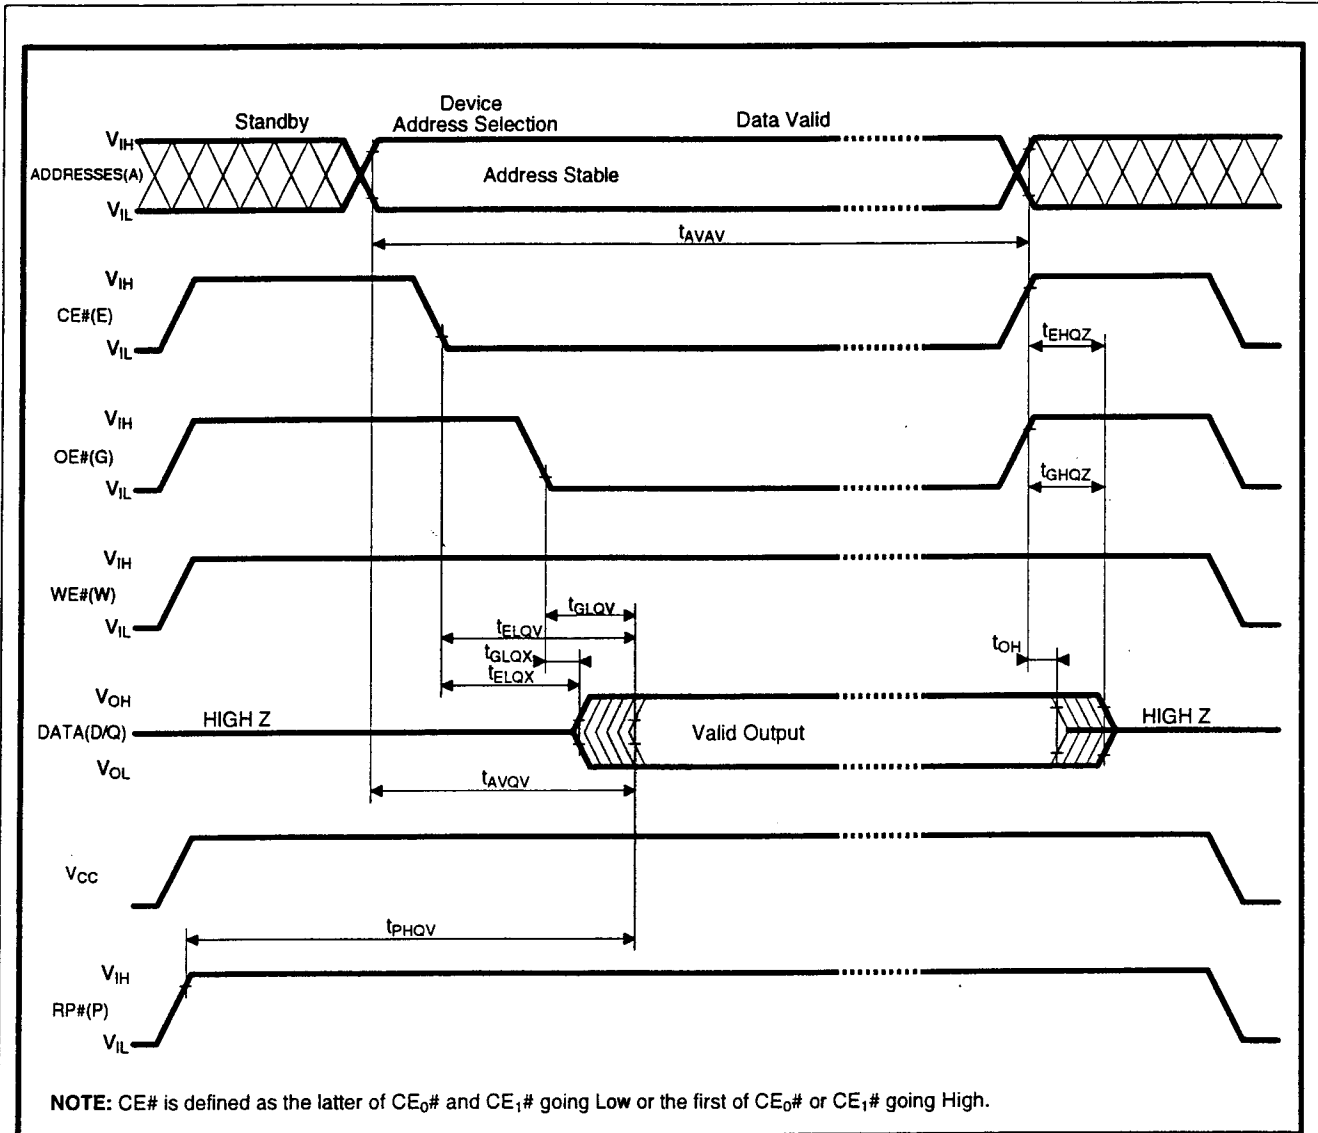 Standby
Device
Address Selection
Data Valid
VIH
ADDRESSES(A)
Address Stable
VIL
tAVAV
VIH
CE#(E)
VIL
tEHQZ
VIH
OE#(G)
VIL
tGHQZ
VIH
WE#(W)
VIL
tGLQV
tELQV
tGLQX
tELQX
tOH
VOH
DATA(D/Q)
HIGH Z
Valid Output
HIGH Z
VOL
tAVQV
VCC
tPHQV
VIH
RP#(P)
VIL
NOTE: CE# is defined as the latter of CE0# and CE1# going Low or the first of CE0# or CE1# going High.